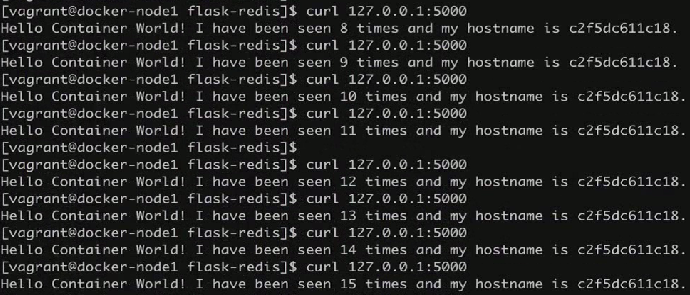 [vagrant@docker-node1 flask-redis]$ curl 127.0.0.1:5000
Hello Container World! I have been seen 8 times and my hostname is c2f5dc611c18.
[vagrant@docker-node1 flask-redis]$ curl 127.0.0.1:5000
Hello Container World! I have been seen 9 times and my hostname is c2f5dc611c18.
[vagrant@docker-node1 flask-redis]$ curl 127.0.0.1:5000
Hello Container World! I have been seen 10 times and my hostname is c2f5dc611c18.
[vagrant@docker-node1 flask-redis]$ curl 127.0.0.1:5000
Hello Container World! I have been seen 11 times and my hostname is c2f5dc611c18.
[vagrant@docker-node1 flask-redis]$
[vagrant@docker-node1 flask-redis]$ curl 127.0.0.1:5000
Hello Container World! I have been seen 12 times and my hostname is c2f5dc611c18.
[vagrant@docker-node1 flask-redis]$ curl 127.0.0.1:5000
Hello Container World! I have been seen 13 times and my hostname is c2f5dc611c18.
[vagrant@docker-node1 flask-redis]$ curl 127.0.0.1:5000
Hello Container World! I have been seen 14 times and my hostname is c2f5dc611c18.
[vagrant@docker-node1 flask-redis]$ curl 127.0.0.1:5000
Hello Container World! I have been seen 15 times and my hostname is c2f5dc611c18.